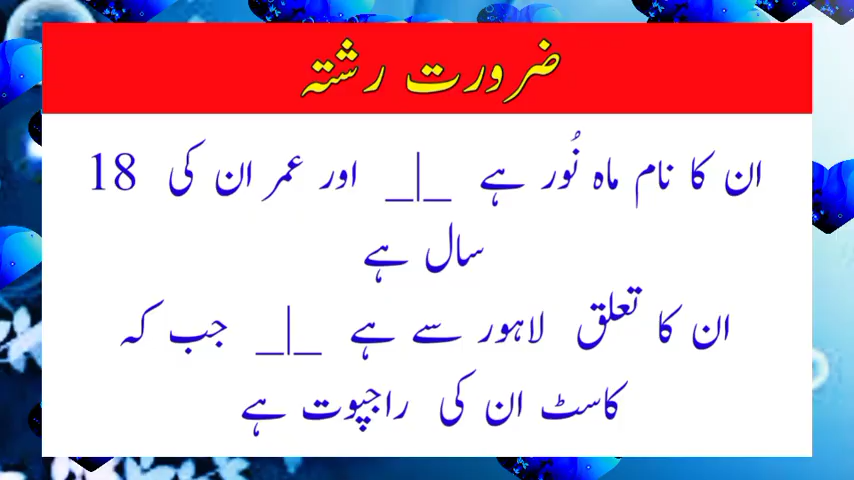 ضرورت رشتہ
ان کا نام ماہ نُور ہے _|_ اور عمر ان کی 18
سال ہے
ان کا تعلق لاہور سے ہے _|_ جب کہ
کاسٹ ان کی راجپوت ہے